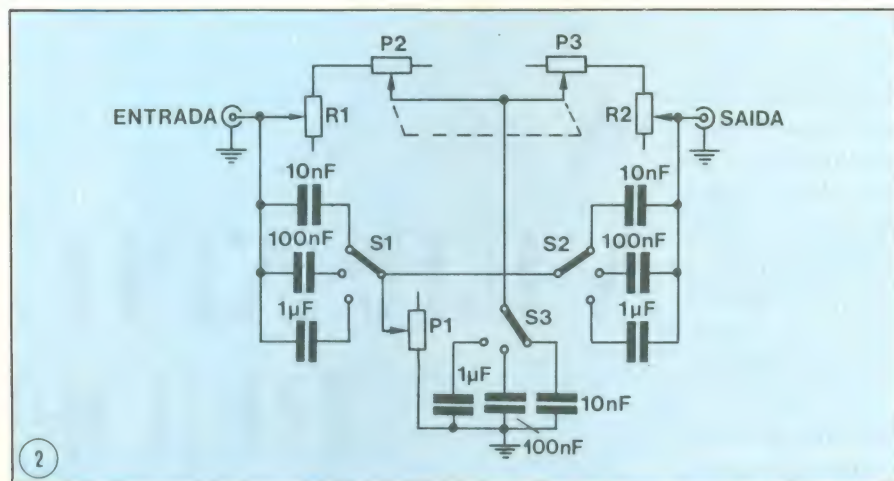 P2 P3
ENTRADA R1 R2 SAIDA
10nF 10nF
100nF S1 S2 100nF
1µF P1 S3 1µF
1µF 10nF
100nF
2